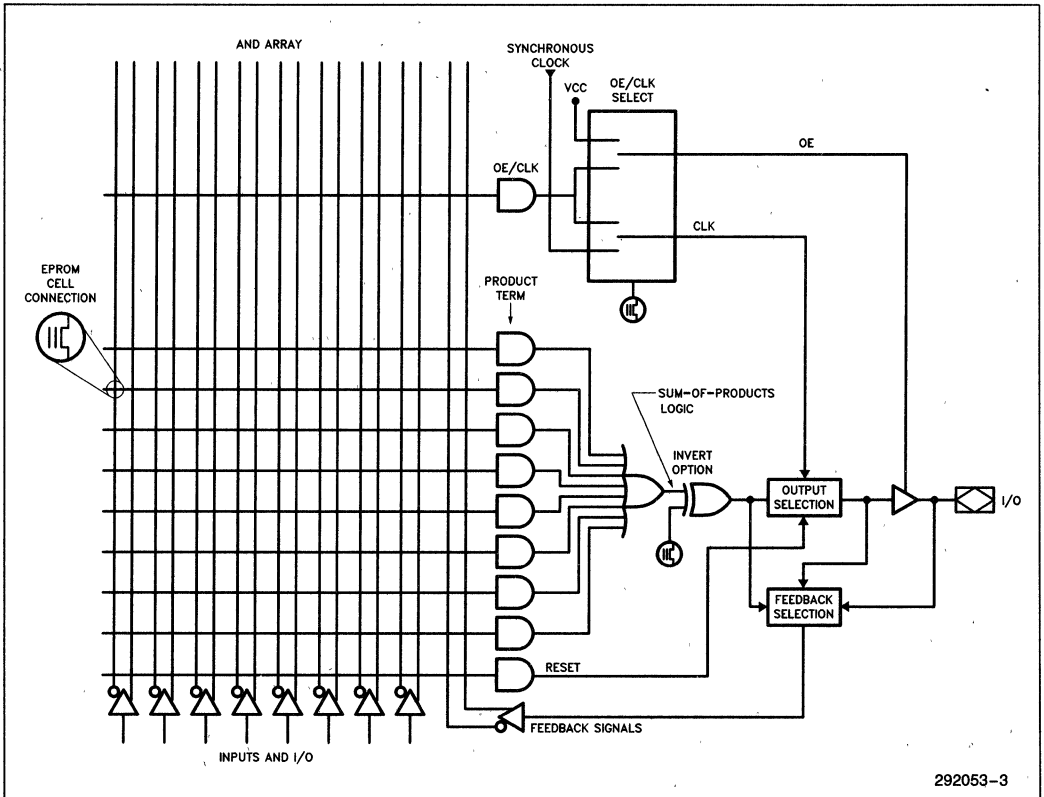 AND ARRAY
SYNCHRONOUS
CLOCK
VCC
OE/CLK
SELECT
OE
OE/CLK
CLK
EPROM
CELL
CONNECTION
PRODUCT
TERM
SUM-OF-PRODUCTS
LOGIC
INVERT
OPTION
OUTPUT
SELECTION
I/O
FEEDBACK
SELECTION
RESET
FEEDBACK SIGNALS
INPUTS AND I/O
292053-3